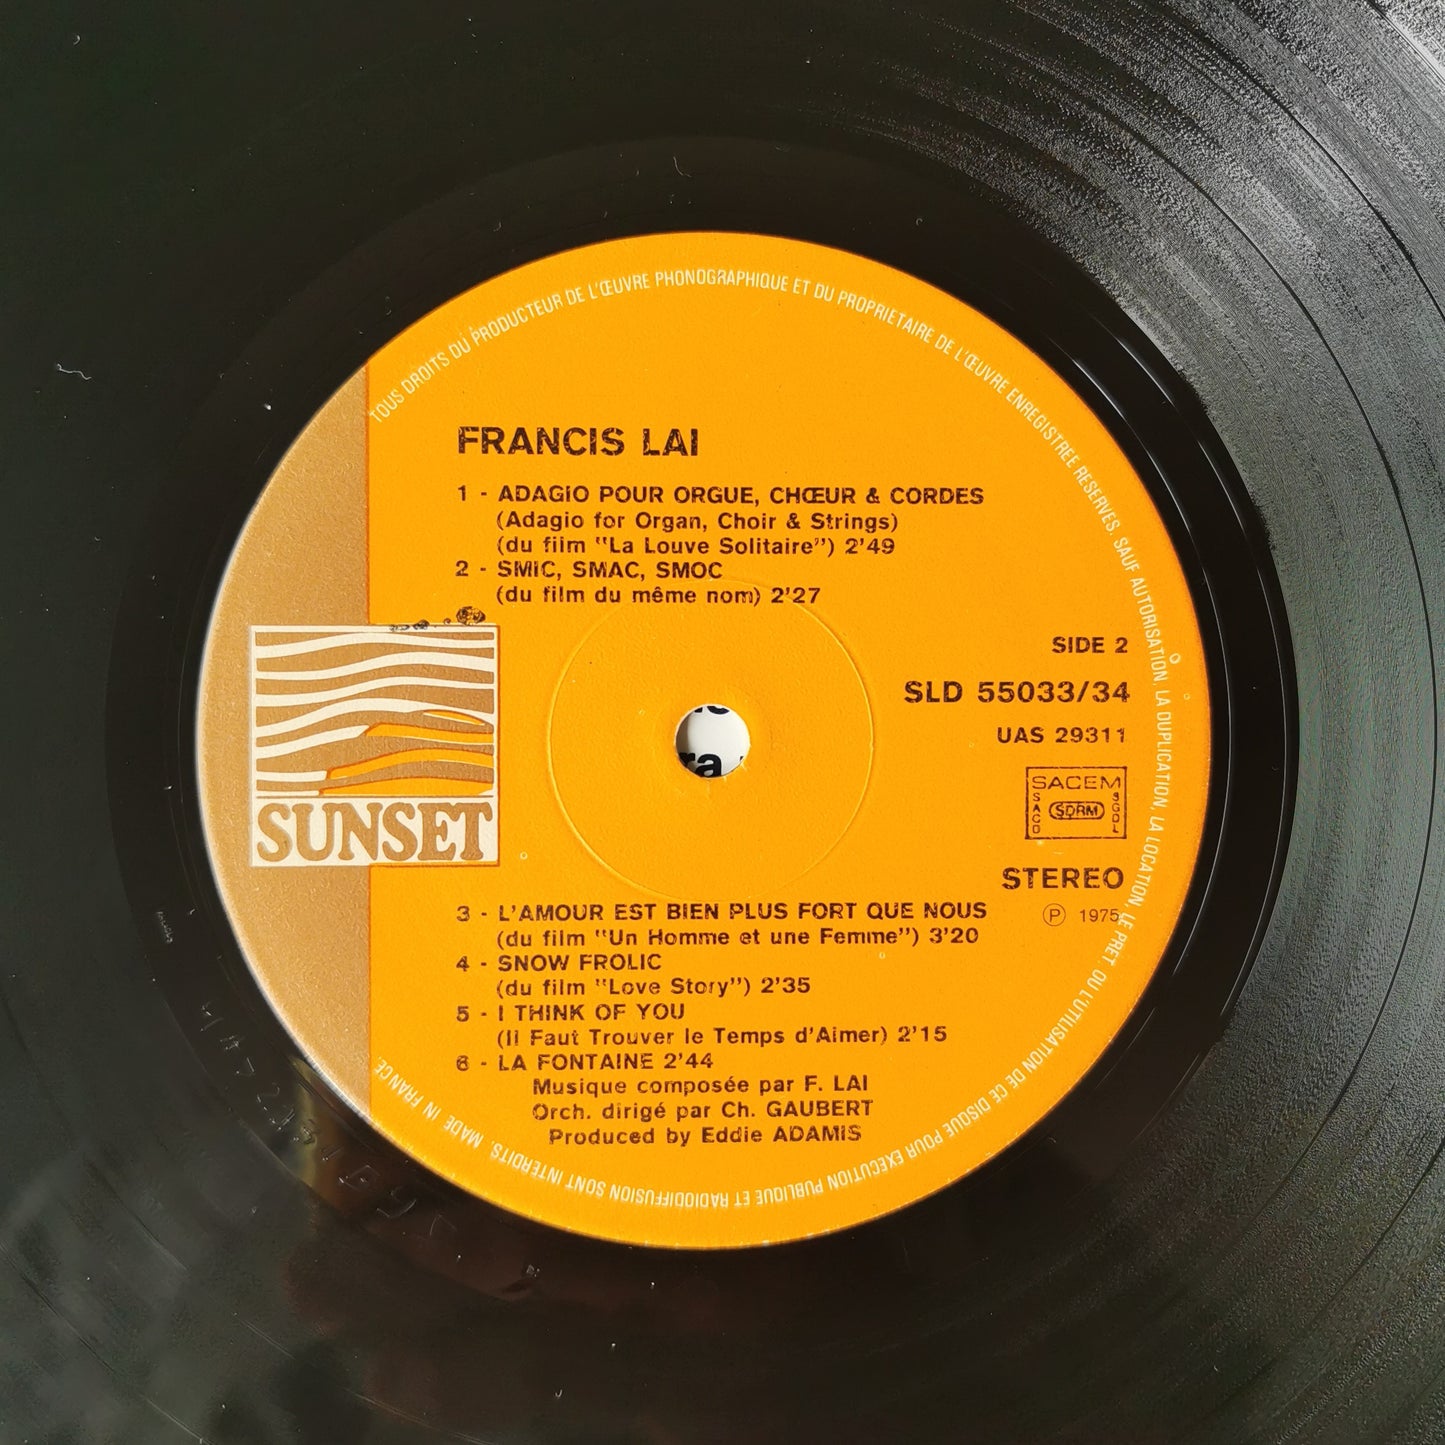 TOUS DROITS DU PRODUCTEUR DE L'ŒUVRE PHONOGRAPHIQUE ET DU PROPRIETAIRE DE L'ŒUVRE ENREGISTREE RESERVES. SAUF AUTORISATION, LA DUPLICATION, LA LOCATION, LE PRET, OU L'UTILISATION DE CE DISQUE POUR EXECUTION PUBLIQUE ET RADIODIFFUSION SONT INTERDITS. MADE IN FRANCE
FRANCIS LAI
1 - ADAGIO POUR ORGUE, CHŒUR & CORDES
(Adagio for Organ, Choir & Strings)
(du film "La Louve Solitaire") 2'49
2 - SMIC, SMAC, SMOC
(du film du même nom) 2'27
SIDE 2
SLD 55033/34
UAS 29311
SACEM
SACD
SDRM
SGDL
SUNSET
STEREO
℗ 1975
3 - L'AMOUR EST BIEN PLUS FORT QUE NOUS
(du film "Un Homme et une Femme") 3'20
4 - SNOW FROLIC
(du film "Love Story") 2'35
5 - I THINK OF YOU
(Il Faut Trouver le Temps d'Aimer) 2'15
6 - LA FONTAINE 2'44
Musique composée par F. LAI
Orch. dirigé par Ch. GAUBERT
Produced by Eddie ADAMIS